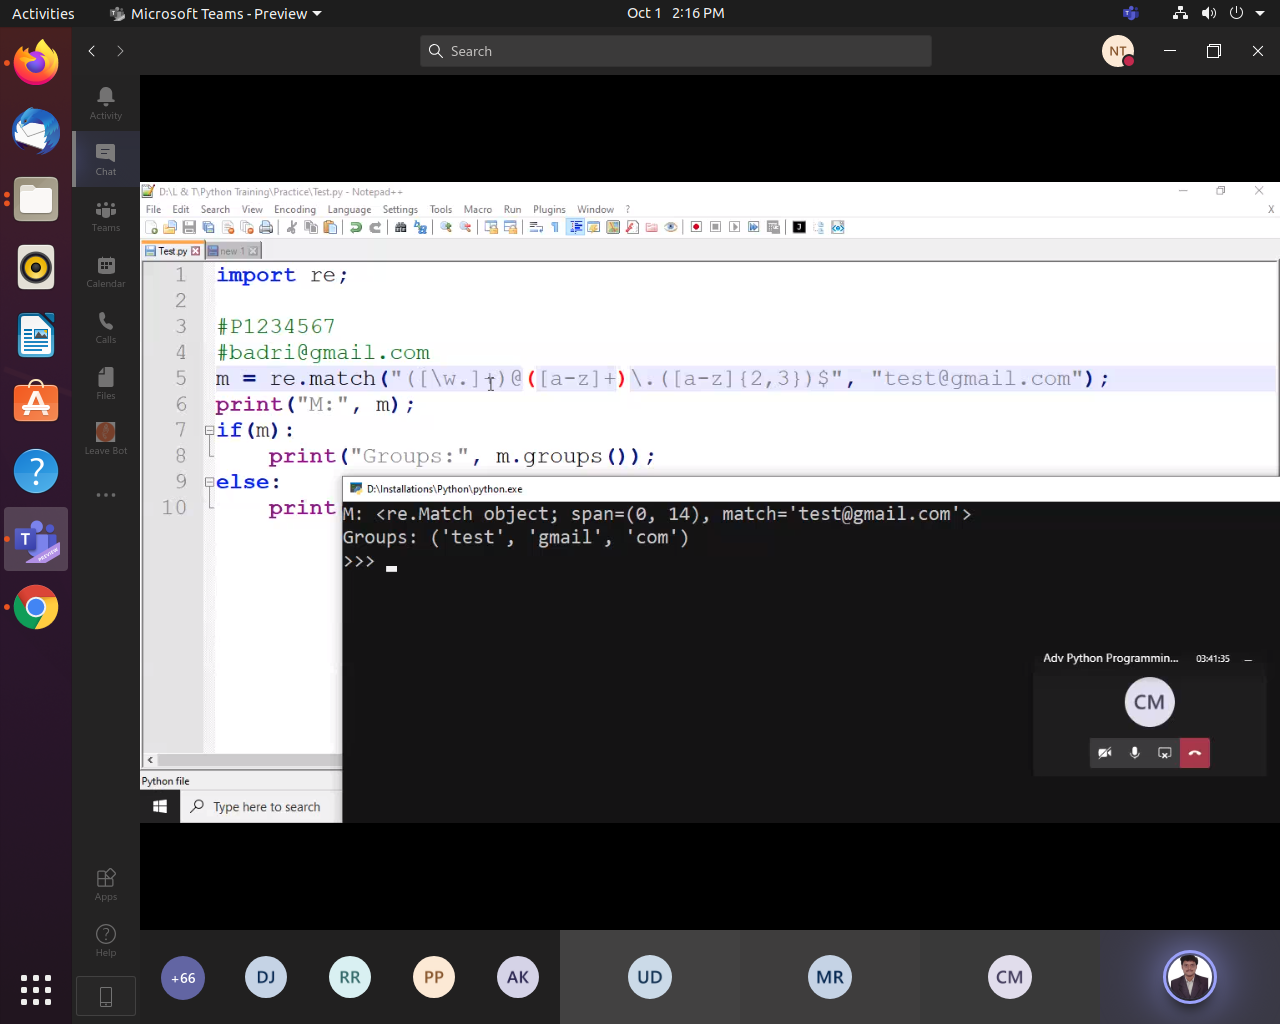 Activities
Microsoft Teams - Preview
Oct 1 2:16 PM
Search
NT
Activity
Chat
Teams
Calendar
Calls
Files
Leave Bot
Apps
Help
D:\L & T\Python Training\Practice\Test.py - Notepad++
File Edit Search View Encoding Language Settings Tools Macro Run Plugins Window ? X
Test.py new 1
1 import re;
2
3 #P1234567
4 #badri@gmail.com
5 m = re.match("([\w.]+)@([a-z]+)\.([a-z]{2,3})$", "test@gmail.com");
6 print("M:", m);
7 if(m):
8 print("Groups:", m.groups());
9 else:
10 print
D:\Installations\Python\python.exe
M: <re.Match object; span=(0, 14), match='test@gmail.com'>
Groups: ('test', 'gmail', 'com')
>>>
Adv Python Programmin... 03:41:35
CM
Python file
Type here to search
T
PREVIEW
+66 DJ RR PP AK UD MR CM